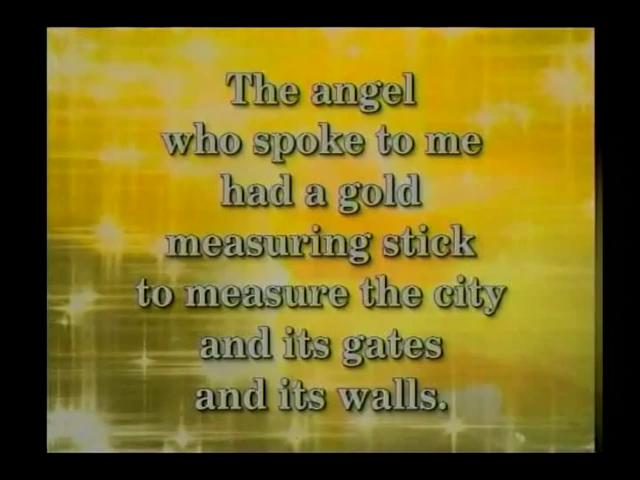 The angel
who spoke to me
had a gold
measuring stick
to measure the city
and its gates
and its walls.